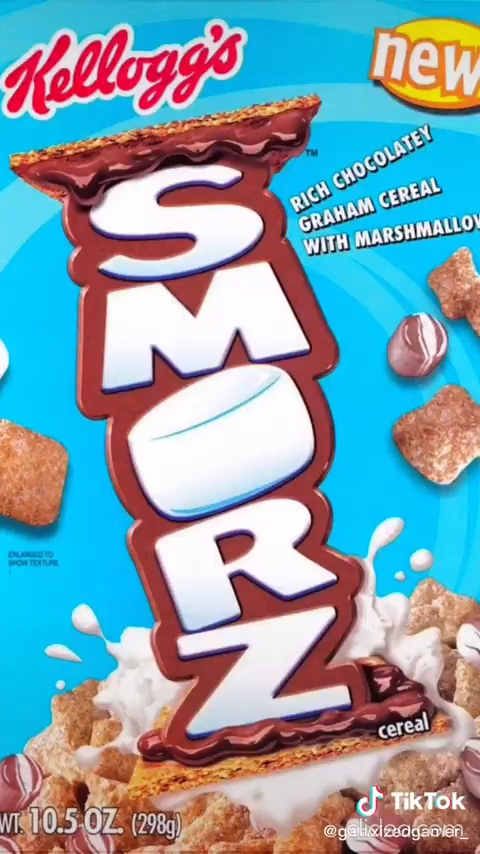 Kellogg's
new
RICH CHOCOLATEY
GRAHAM CEREAL
WITH MARSHMALLOW
SMORZ
TM
ENLARGED TO
SHOW TEXTURE
cereal
WT. 10.5 OZ. (298g)
TikTok